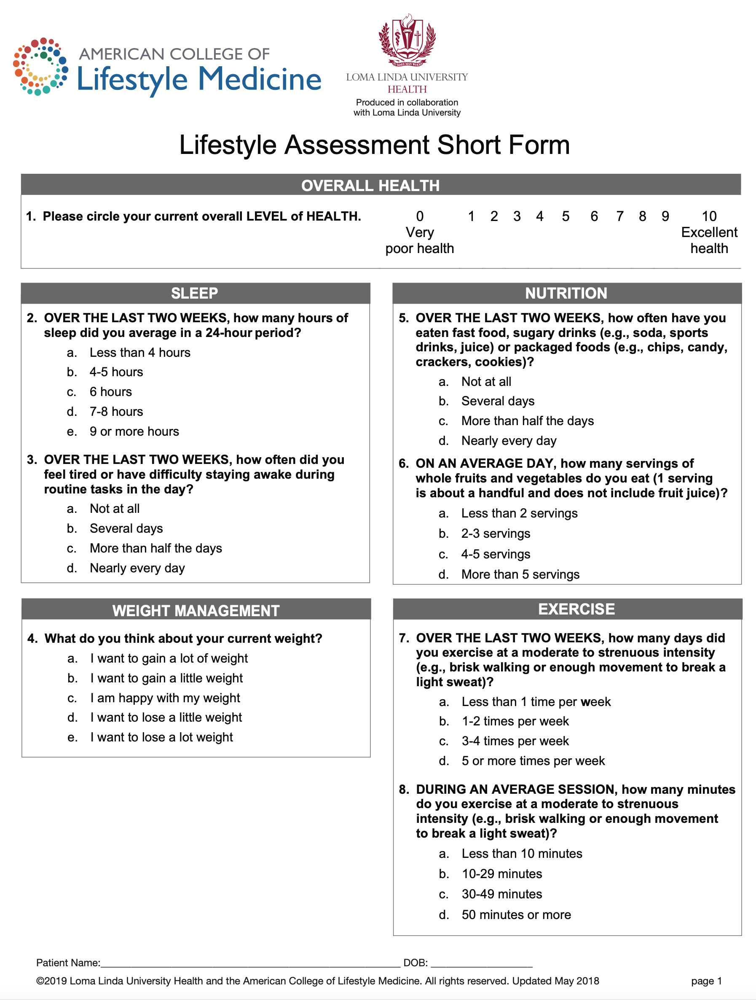 AMERICAN COLLEGE OF
Lifestyle Medicine
TO MAKE MAN WHOLE
LOMA LINDA UNIVERSITY
HEALTH
Produced in collaboration
with Loma Linda University
Lifestyle Assessment Short Form
OVERALL HEALTH
1. Please circle your current overall LEVEL of HEALTH. 0 1 2 3 4 5 6 7 8 9 10
Very Excellent
poor health health
SLEEP
2. OVER THE LAST TWO WEEKS, how many hours of
sleep did you average in a 24-hour period?
a. Less than 4 hours
b. 4-5 hours
c. 6 hours
d. 7-8 hours
e. 9 or more hours
3. OVER THE LAST TWO WEEKS, how often did you
feel tired or have difficulty staying awake during
routine tasks in the day?
a. Not at all
b. Several days
c. More than half the days
d. Nearly every day
WEIGHT MANAGEMENT
4. What do you think about your current weight?
a. I want to gain a lot of weight
b. I want to gain a little weight
c. I am happy with my weight
d. I want to lose a little weight
e. I want to lose a lot weight
NUTRITION
5. OVER THE LAST TWO WEEKS, how often have you
eaten fast food, sugary drinks (e.g., soda, sports
drinks, juice) or packaged foods (e.g., chips, candy,
crackers, cookies)?
a. Not at all
b. Several days
c. More than half the days
d. Nearly every day
6. ON AN AVERAGE DAY, how many servings of
whole fruits and vegetables do you eat (1 serving
is about a handful and does not include fruit juice)?
a. Less than 2 servings
b. 2-3 servings
c. 4-5 servings
d. More than 5 servings
EXERCISE
7. OVER THE LAST TWO WEEKS, how many days did
you exercise at a moderate to strenuous intensity
(e.g., brisk walking or enough movement to break a
light sweat)?
a. Less than 1 time per week
b. 1-2 times per week
c. 3-4 times per week
d. 5 or more times per week
8. DURING AN AVERAGE SESSION, how many minutes
do you exercise at a moderate to strenuous
intensity (e.g., brisk walking or enough movement
to break a light sweat)?
a. Less than 10 minutes
b. 10-29 minutes
c. 30-49 minutes
d. 50 minutes or more
Patient Name: DOB:
©2019 Loma Linda University Health and the American College of Lifestyle Medicine. All rights reserved. Updated May 2018 page 1